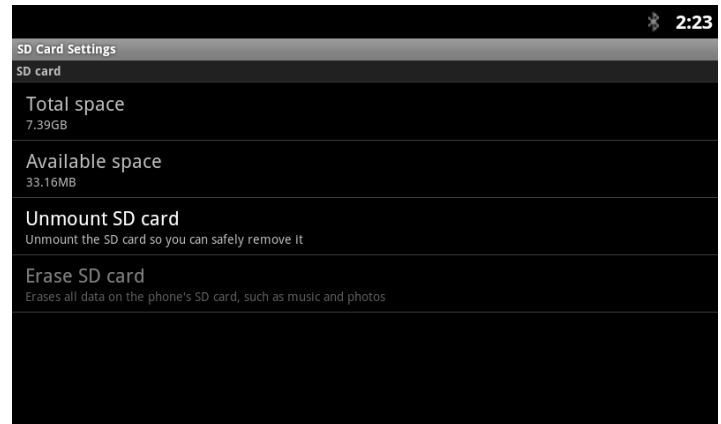 2:23
SD Card Settings
SD card
Total space
7.39GB
Available space
33.16MB
Unmount SD card
Unmount the SD card so you can safely remove it
Erase SD card
Erases all data on the phone's SD card, such as music and photos